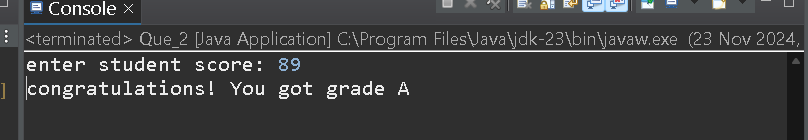 Console
<terminated> Que_2 [Java Application] C:\Program Files\Java\jdk-23\bin\javaw.exe (23 Nov 2024,
enter student score: 89
congratulations! You got grade A